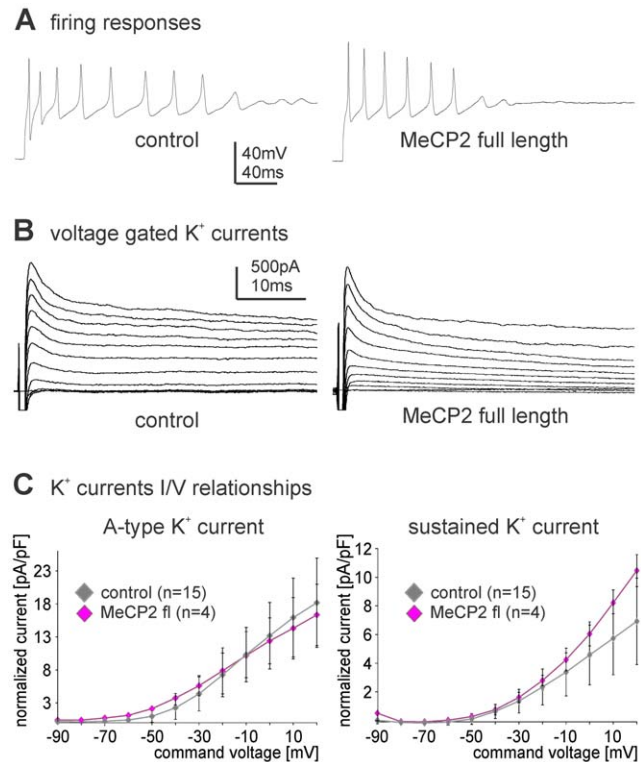 A firing responses
control
40mV
40ms
MeCP2 full length
B voltage gated K⁺ currents
500pA
10ms
control
MeCP2 full length
C K⁺ currents I/V relationships
A-type K⁺ current
normalized current [pA/pF]
23
18
13
8
3
control (n=15)
MeCP2 fl (n=4)
-90 -70 -50 -30 -10 10
command voltage [mV]
sustained K⁺ current
normalized current [pA/pF]
12
10
8
6
4
2
0
control (n=15)
MeCP2 fl (n=4)
-90 -70 -50 -30 -10 10
command voltage [mV]